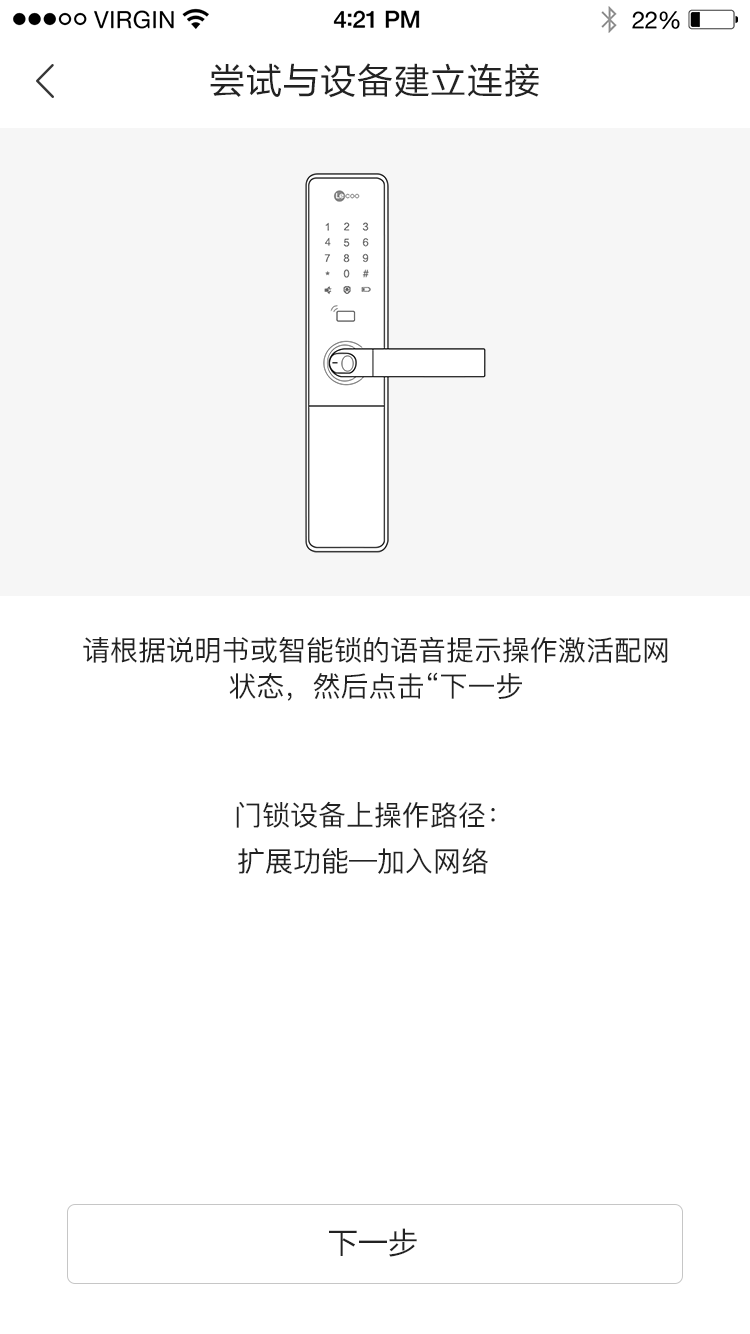 VIRGIN 4:21 PM 22%
尝试与设备建立连接
Lecoo
1 2 3
4 5 6
7 8 9
* 0 #
请根据说明书或智能锁的语音提示操作激活配网
状态，然后点击“下一步
门锁设备上操作路径：
扩展功能—加入网络
下一步